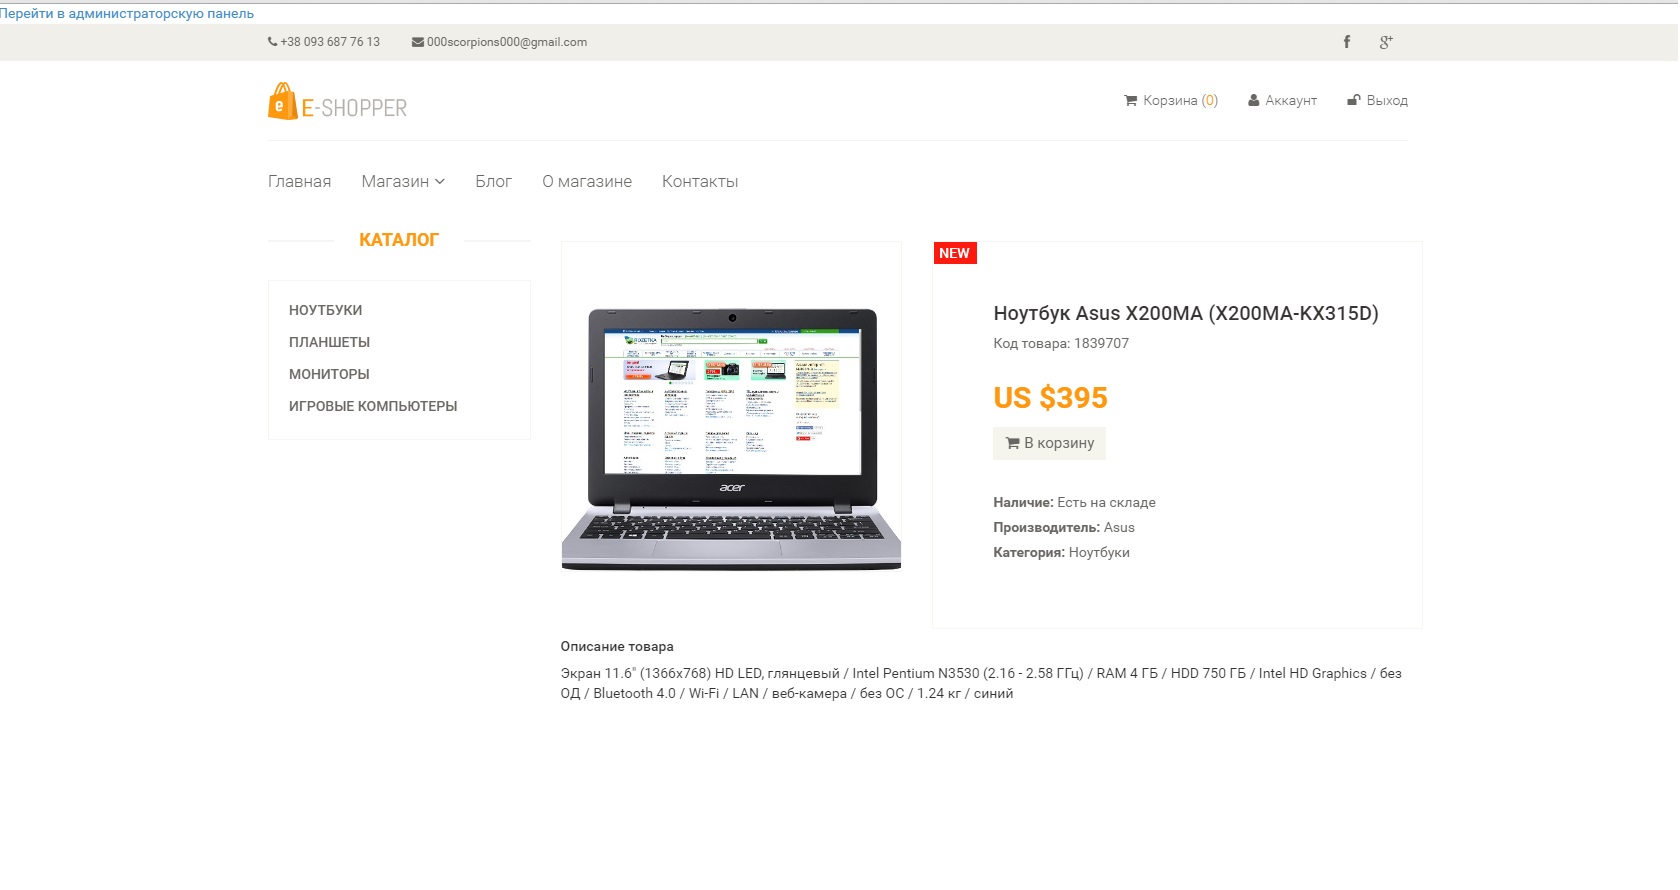 Перейти в администраторскую панель
+38 093 687 76 13 000scorpions000@gmail.com
E-SHOPPER
Корзина (0) Аккаунт Выход
Главная Магазин Блог О магазине Контакты
КАТАЛОГ
НОУТБУКИ
ПЛАНШЕТЫ
МОНИТОРЫ
ИГРОВЫЕ КОМПЬЮТЕРЫ
ROZETKA
acer
NEW
Ноутбук Asus X200MA (X200MA-KX315D)
Код товара: 1839707
US $395
В корзину
Наличие: Есть на складе
Производитель: Asus
Категория: Ноутбуки
Описание товара
Экран 11.6" (1366x768) HD LED, глянцевый / Intel Pentium N3530 (2.16 - 2.58 ГГц) / RAM 4 ГБ / HDD 750 ГБ / Intel HD Graphics / без
ОД / Bluetooth 4.0 / Wi-Fi / LAN / веб-камера / без ОС / 1.24 кг / синий